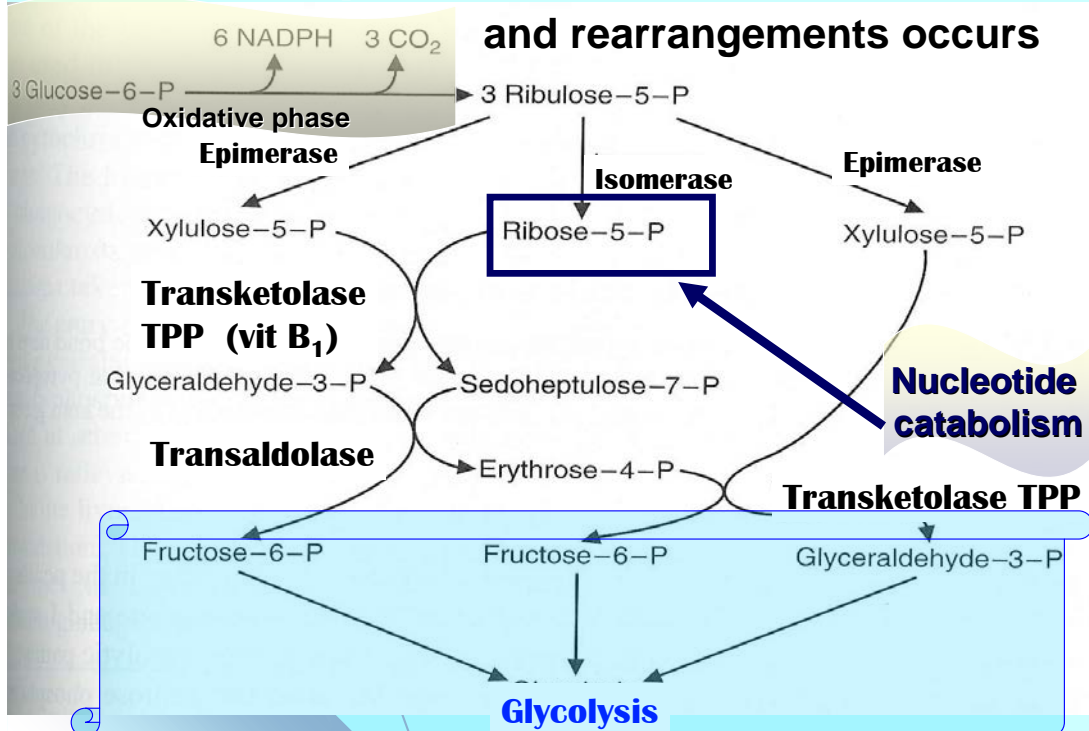 and rearrangements occurs
6 NADPH 3 CO₂
3 Glucose–6–P 3 Ribulose–5–P
Oxidative phase
Epimerase
Isomerase
Epimerase
Xylulose–5–P Ribose–5–P Xylulose–5–P
Transketolase
TPP (vit B₁)
Nucleotide
catabolism
Glyceraldehyde–3–P Sedoheptulose–7–P
Transaldolase
Erythrose–4–P
Transketolase TPP
Fructose–6–P Fructose–6–P Glyceraldehyde–3–P
Glycolysis